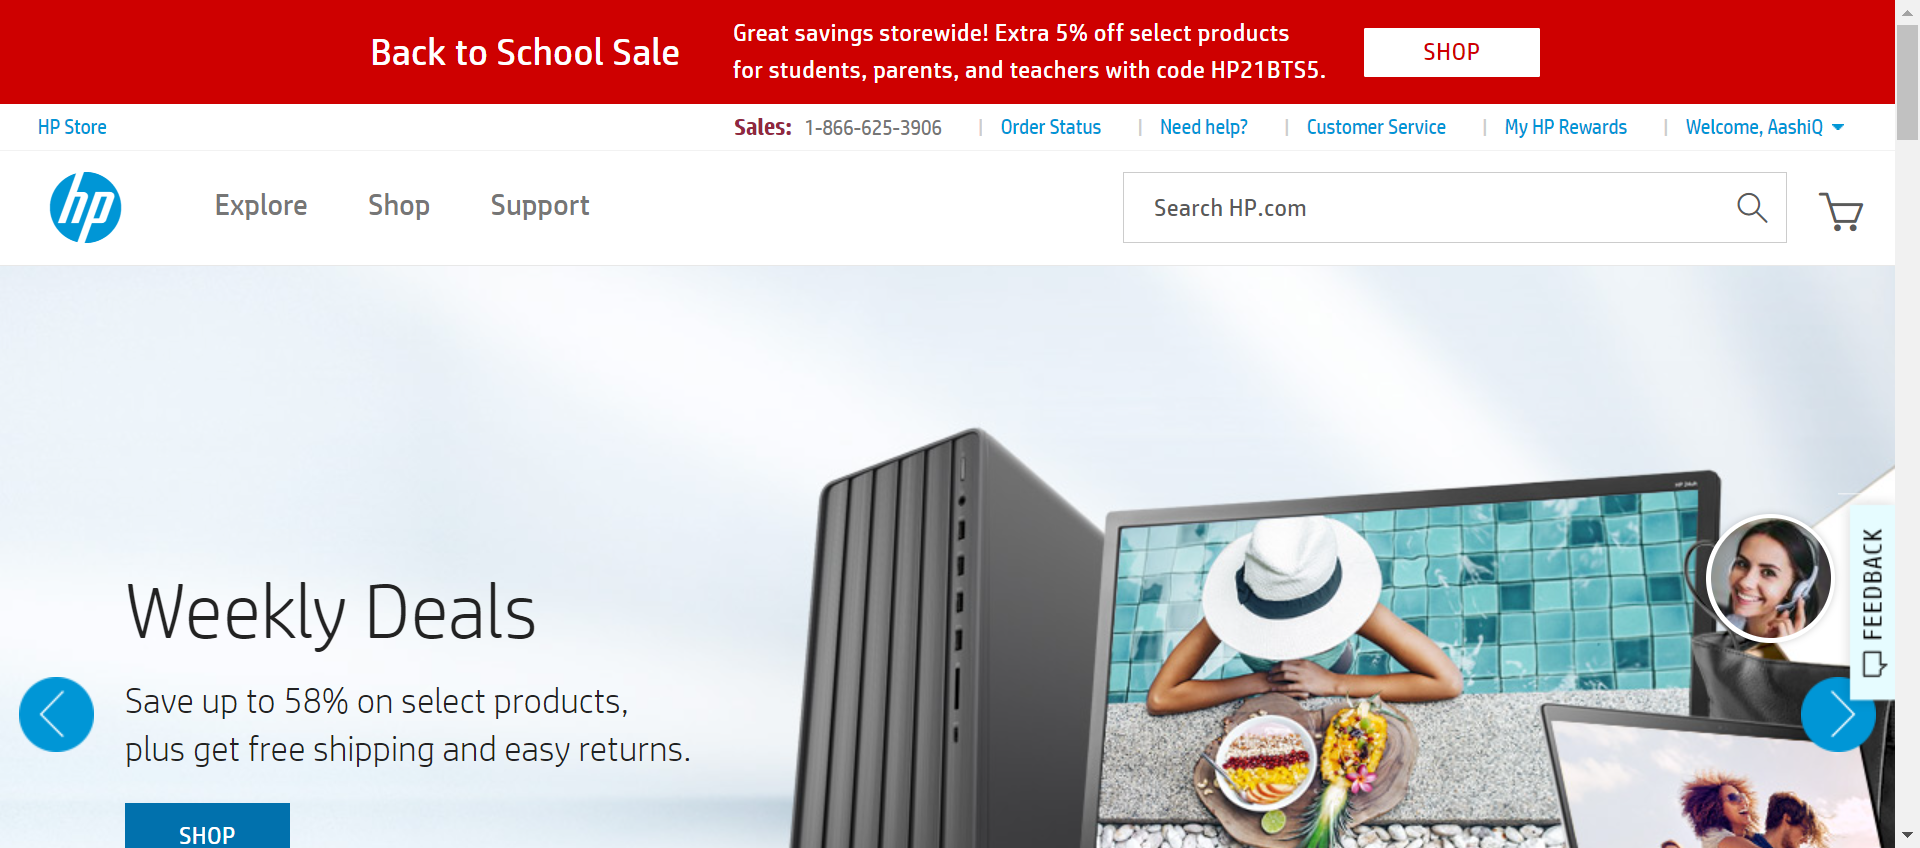 Back to School Sale
Great savings storewide! Extra 5% off select products
for students, parents, and teachers with code HP21BTS5.
SHOP
HP Store
Sales: 1-866-625-3906
Order Status
Need help?
Customer Service
My HP Rewards
Welcome, AashiQ
hp
Explore
Shop
Support
Search HP.com
Weekly Deals
Save up to 58% on select products,
plus get free shipping and easy returns.
SHOP
FEEDBACK